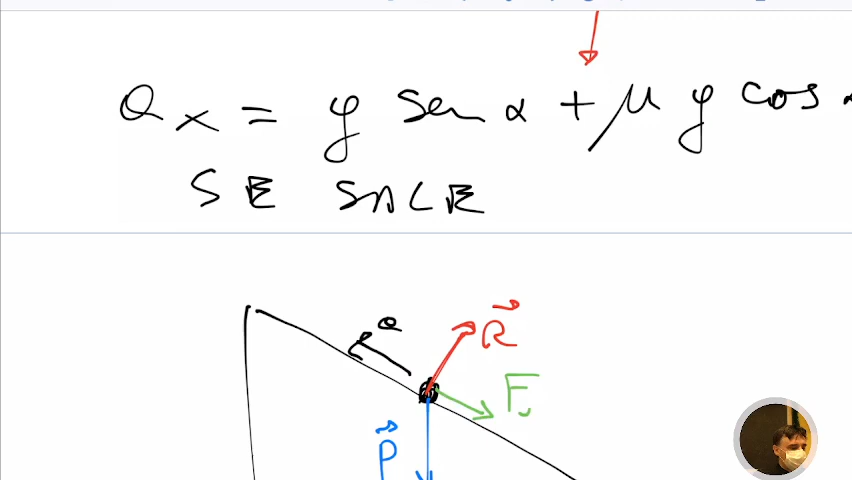 a x = g sen α + μ g cos α
SE SALE
a
R
F
P